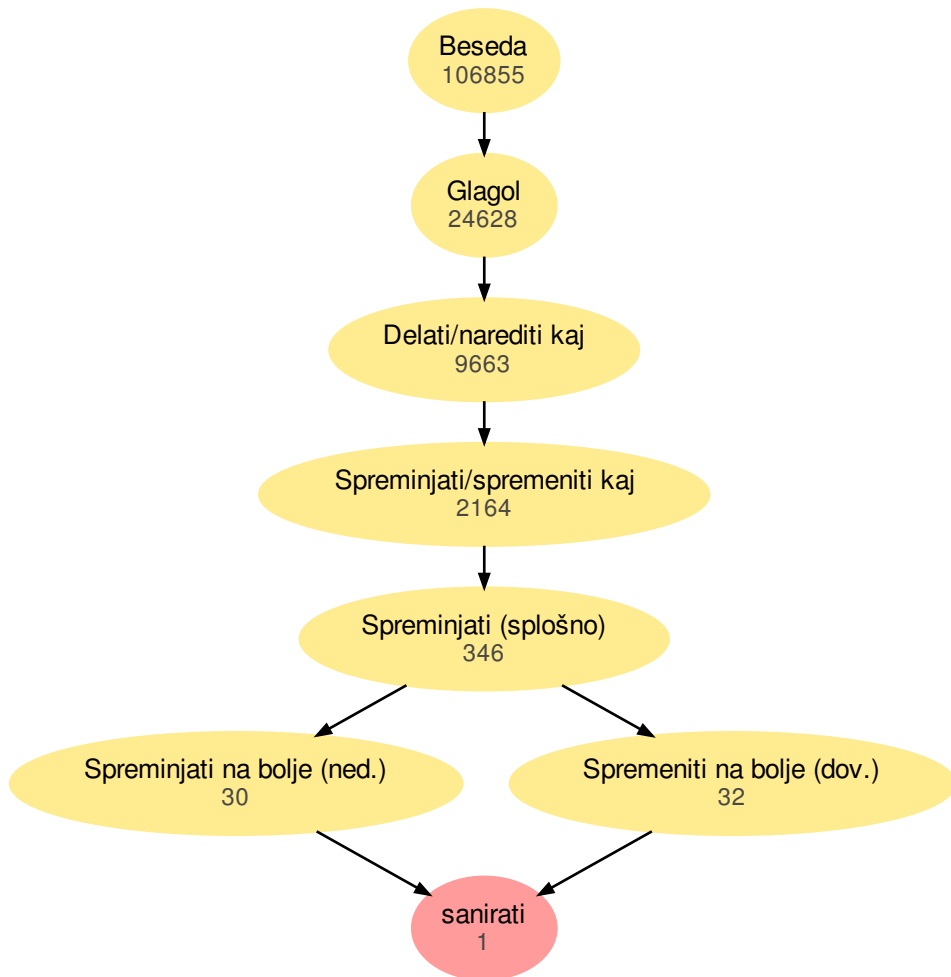 Beseda
106855
Glagol
24628
Delati/narediti kaj
9663
Spreminjati/spremeniti kaj
2164
Spreminjati (splošno)
346
Spreminjati na bolje (ned.)
30
Spremeniti na bolje (dov.)
32
sanirati
1